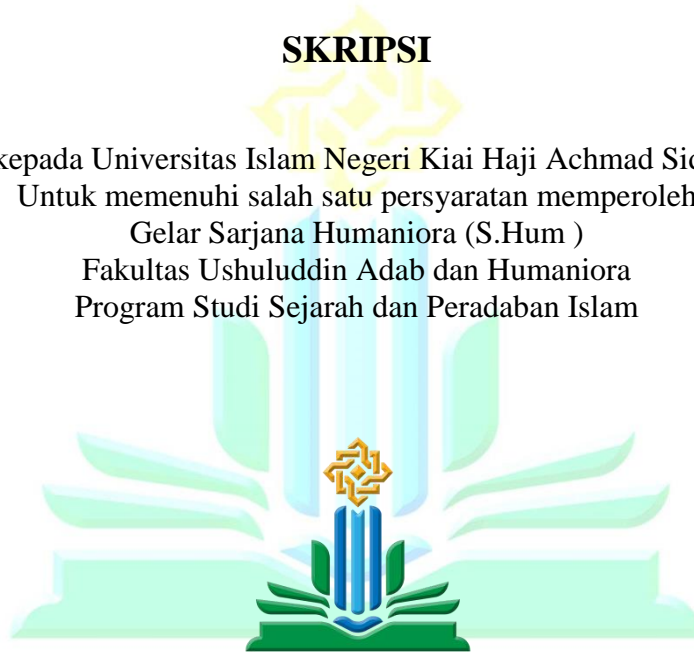 SKRIPSI
kepada Universitas Islam Negeri Kiai Haji Achmad
Untuk memenuhi salah satu persyaratan memperoleh
Gelar Sarjana Humaniora (S.Hum )
Fakultas Ushuluddin Adab dan Humaniora
Program Studi Sejarah dan Peradaban Islam